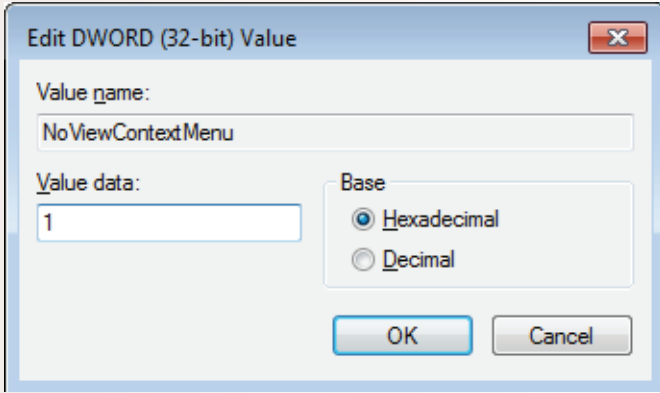 Edit DWORD (32-bit) Value
Value name:
NoViewContextMenu
Value data:
1
Base
Hexadecimal
Decimal
OK
Cancel